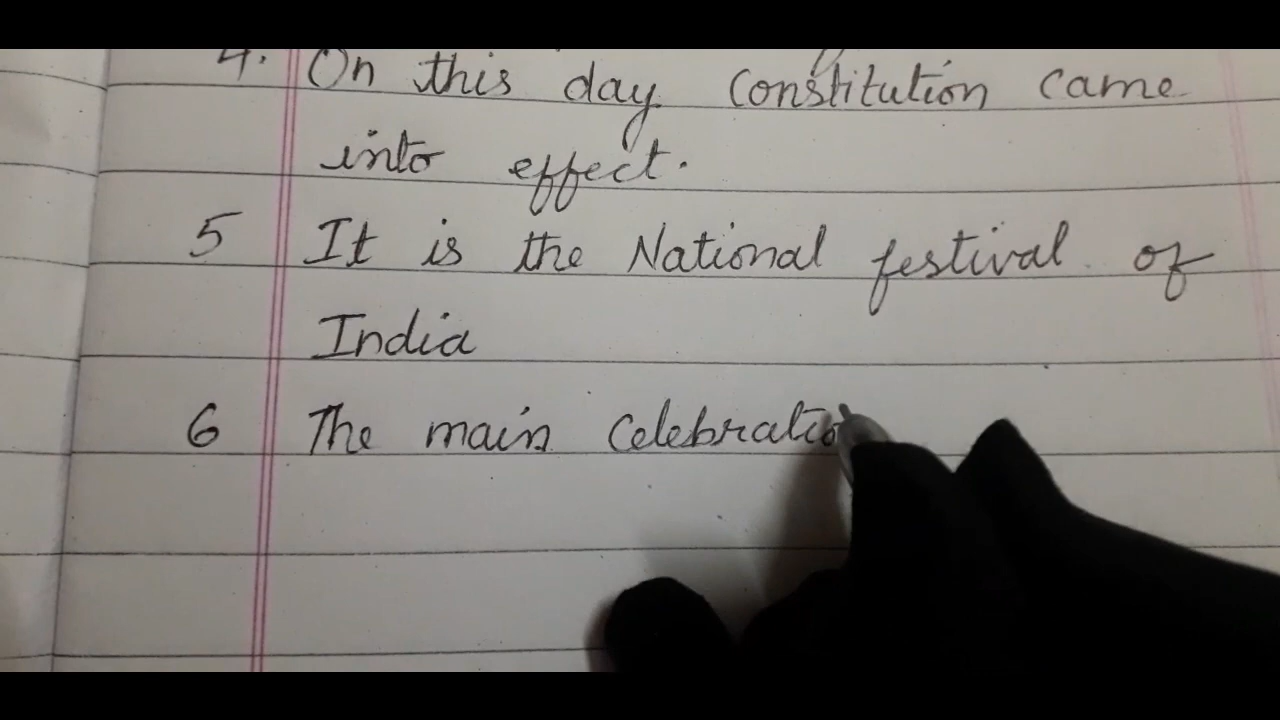 4. On this day Constitution came
into effect.
5 It is the National festival of
India
6 The main Celebratio